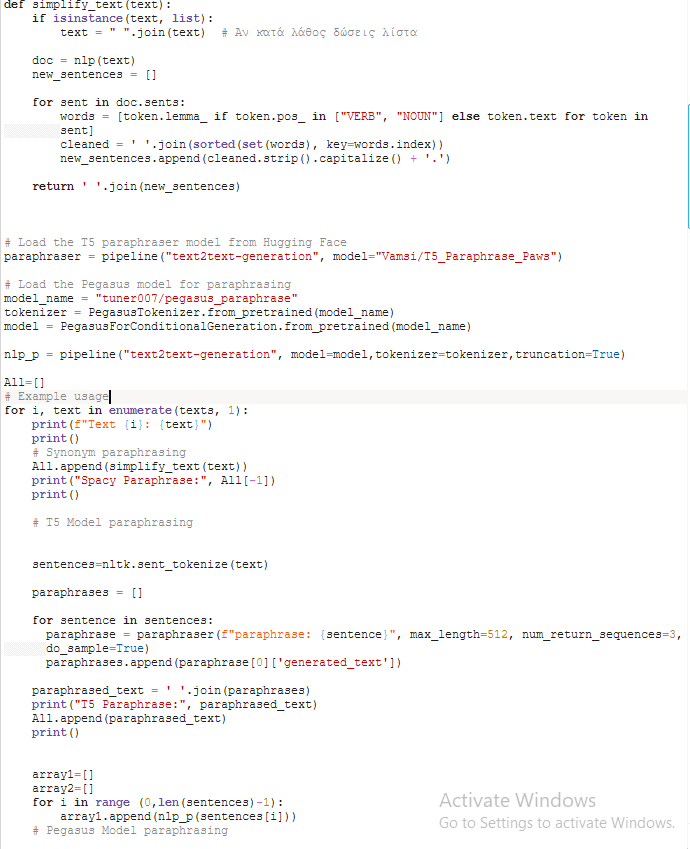 def simplify_text(text):
    if isinstance(text, list):
        text = " ".join(text)  # Αν κατά λάθος δώσεις λίστα

    doc = nlp(text)
    new_sentences = []

    for sent in doc.sents:
        words = [token.lemma_ if token.pos_ in ["VERB", "NOUN"] else token.text for token in
        sent]
        cleaned = ' '.join(sorted(set(words), key=words.index))
        new_sentences.append(cleaned.strip().capitalize() + '.')

    return ' '.join(new_sentences)

# Load the T5 paraphraser model from Hugging Face
paraphraser = pipeline("text2text-generation", model="Vamsi/T5_Paraphrase_Paws")

# Load the Pegasus model for paraphrasing
model_name = "tuner007/pegasus_paraphrase"
tokenizer = PegasusTokenizer.from_pretrained(model_name)
model = PegasusForConditionalGeneration.from_pretrained(model_name)

nlp_p = pipeline("text2text-generation", model=model,tokenizer=tokenizer,truncation=True)

All=[]
# Example usage
for i, text in enumerate(texts, 1):
    print(f"Text {i}: {text}")
    print()
    # Synonym paraphrasing
    All.append(simplify_text(text))
    print("Spacy Paraphrase:", All[-1])
    print()

    # T5 Model paraphrasing

    sentences=nltk.sent_tokenize(text)

    paraphrases = []

    for sentence in sentences:
      paraphrase = paraphraser(f"paraphrase: {sentence}", max_length=512, num_return_sequences=3,
      do_sample=True)
      paraphrases.append(paraphrase[0]['generated_text'])

    paraphrased_text = ' '.join(paraphrases)
    print("T5 Paraphrase:", paraphrased_text)
    All.append(paraphrased_text)
    print()

    array1=[]
    array2=[]
    for i in range (0,len(sentences)-1):
        array1.append(nlp_p(sentences[i]))
    # Pegasus Model paraphrasing
Activate Windows
Go to Settings to activate Windows.